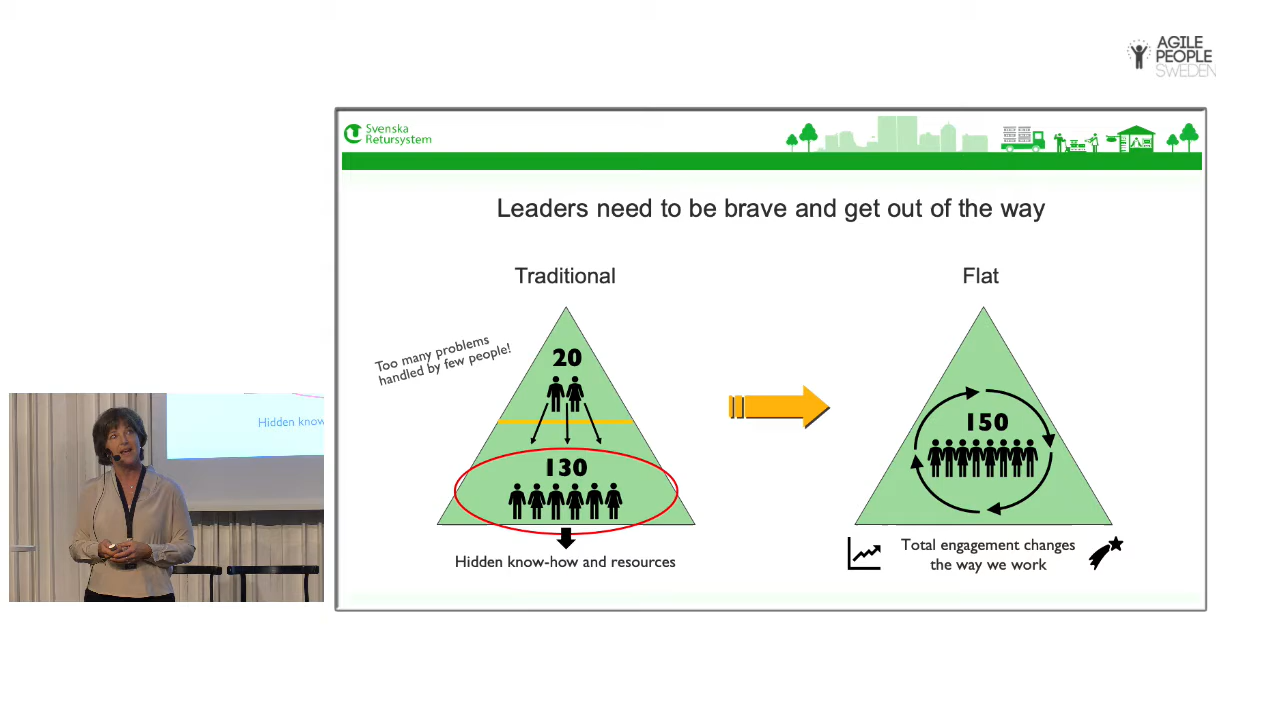 AGILE
PEOPLE
SWEDEN
Svenska
Retursystem
Leaders need to be brave and get out of the way
Traditional
Flat
Too many problems
handled by few people!
20
130
150
Hidden know-how and resources
Total engagement changes
the way we work
Hidden know